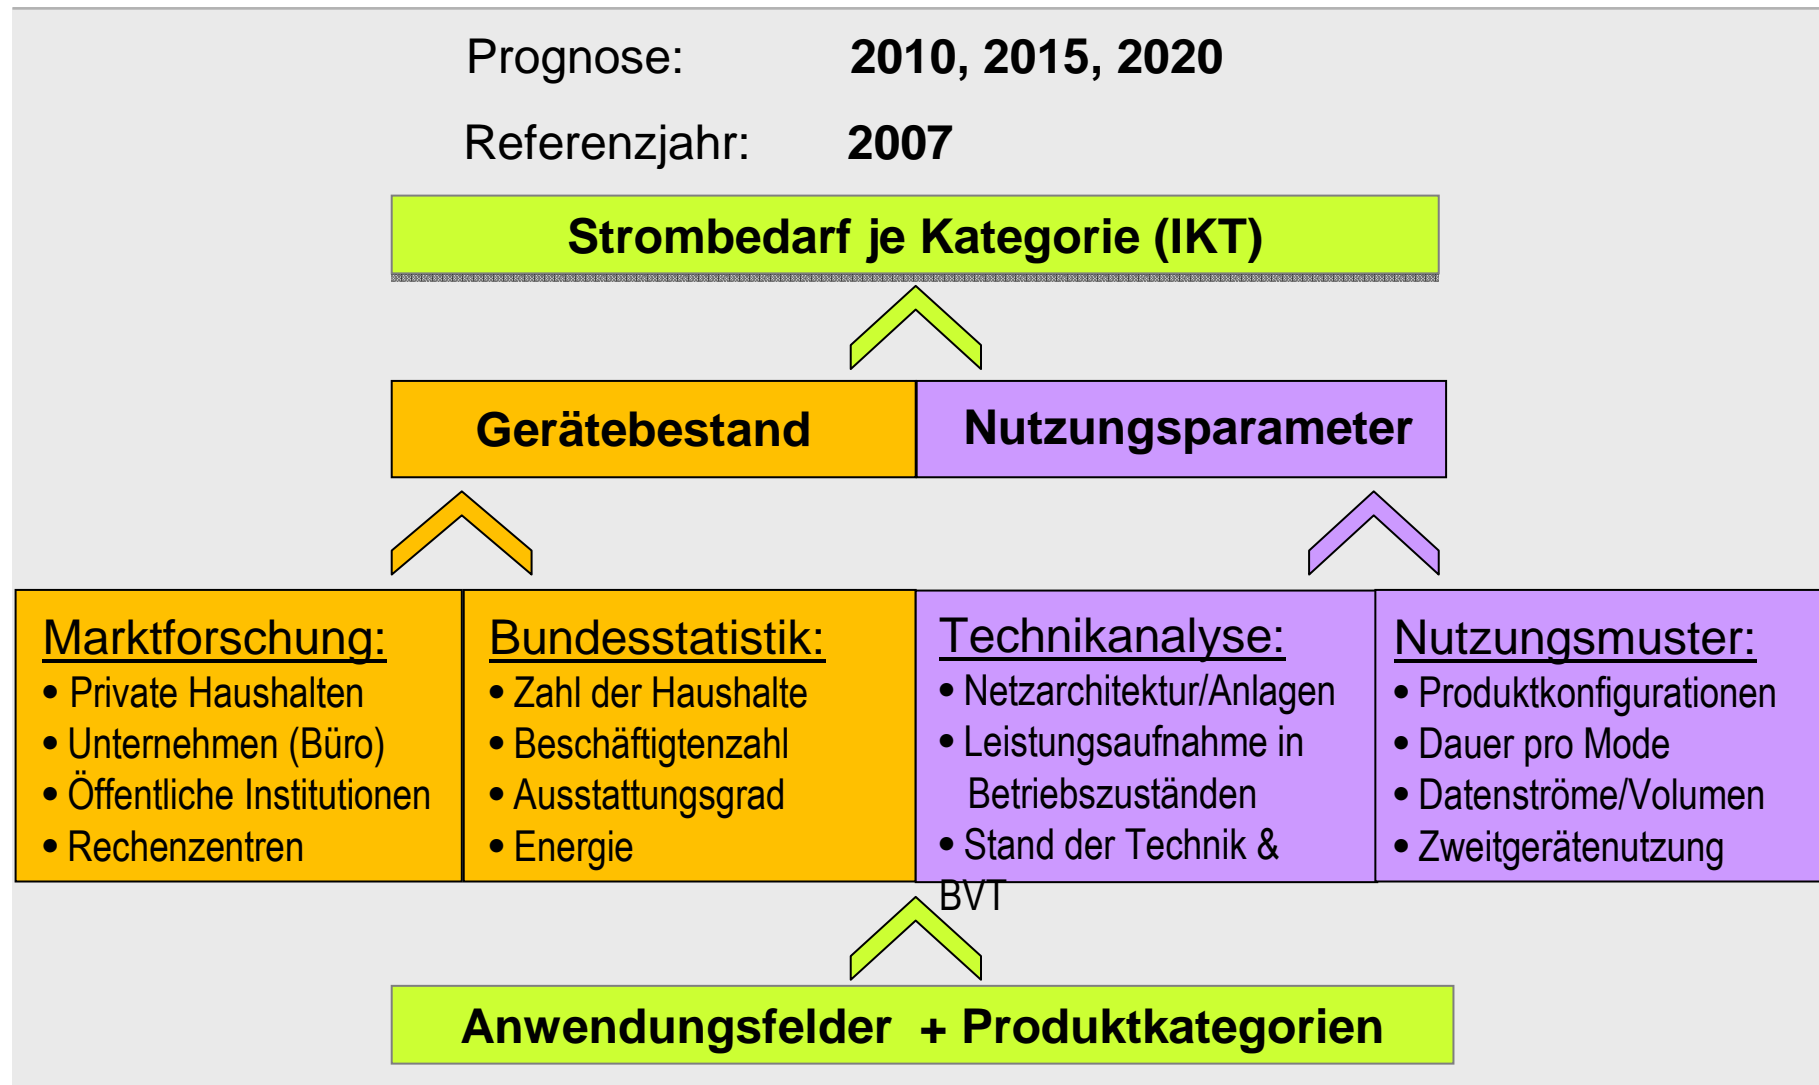 Prognose: 2010, 2015, 2020
Referenzjahr: 2007
Strombedarf je Kategorie (IKT)
Gerätebestand
Nutzungsparameter
Marktforschung:
• Private Haushalten
• Unternehmen (Büro)
• Öffentliche Institutionen
• Rechenzentren
Bundesstatistik:
• Zahl der Haushalte
• Beschäftigtenzahl
• Ausstattungsgrad
• Energie
Technikanalyse:
• Netzarchitektur/Anlagen
• Leistungsaufnahme in
Betriebszuständen
• Stand der Technik &
BVT
Nutzungsmuster:
• Produktkonfigurationen
• Dauer pro Mode
• Datenströme/Volumen
• Zweitgerätenutzung
Anwendungsfelder + Produktkategorien